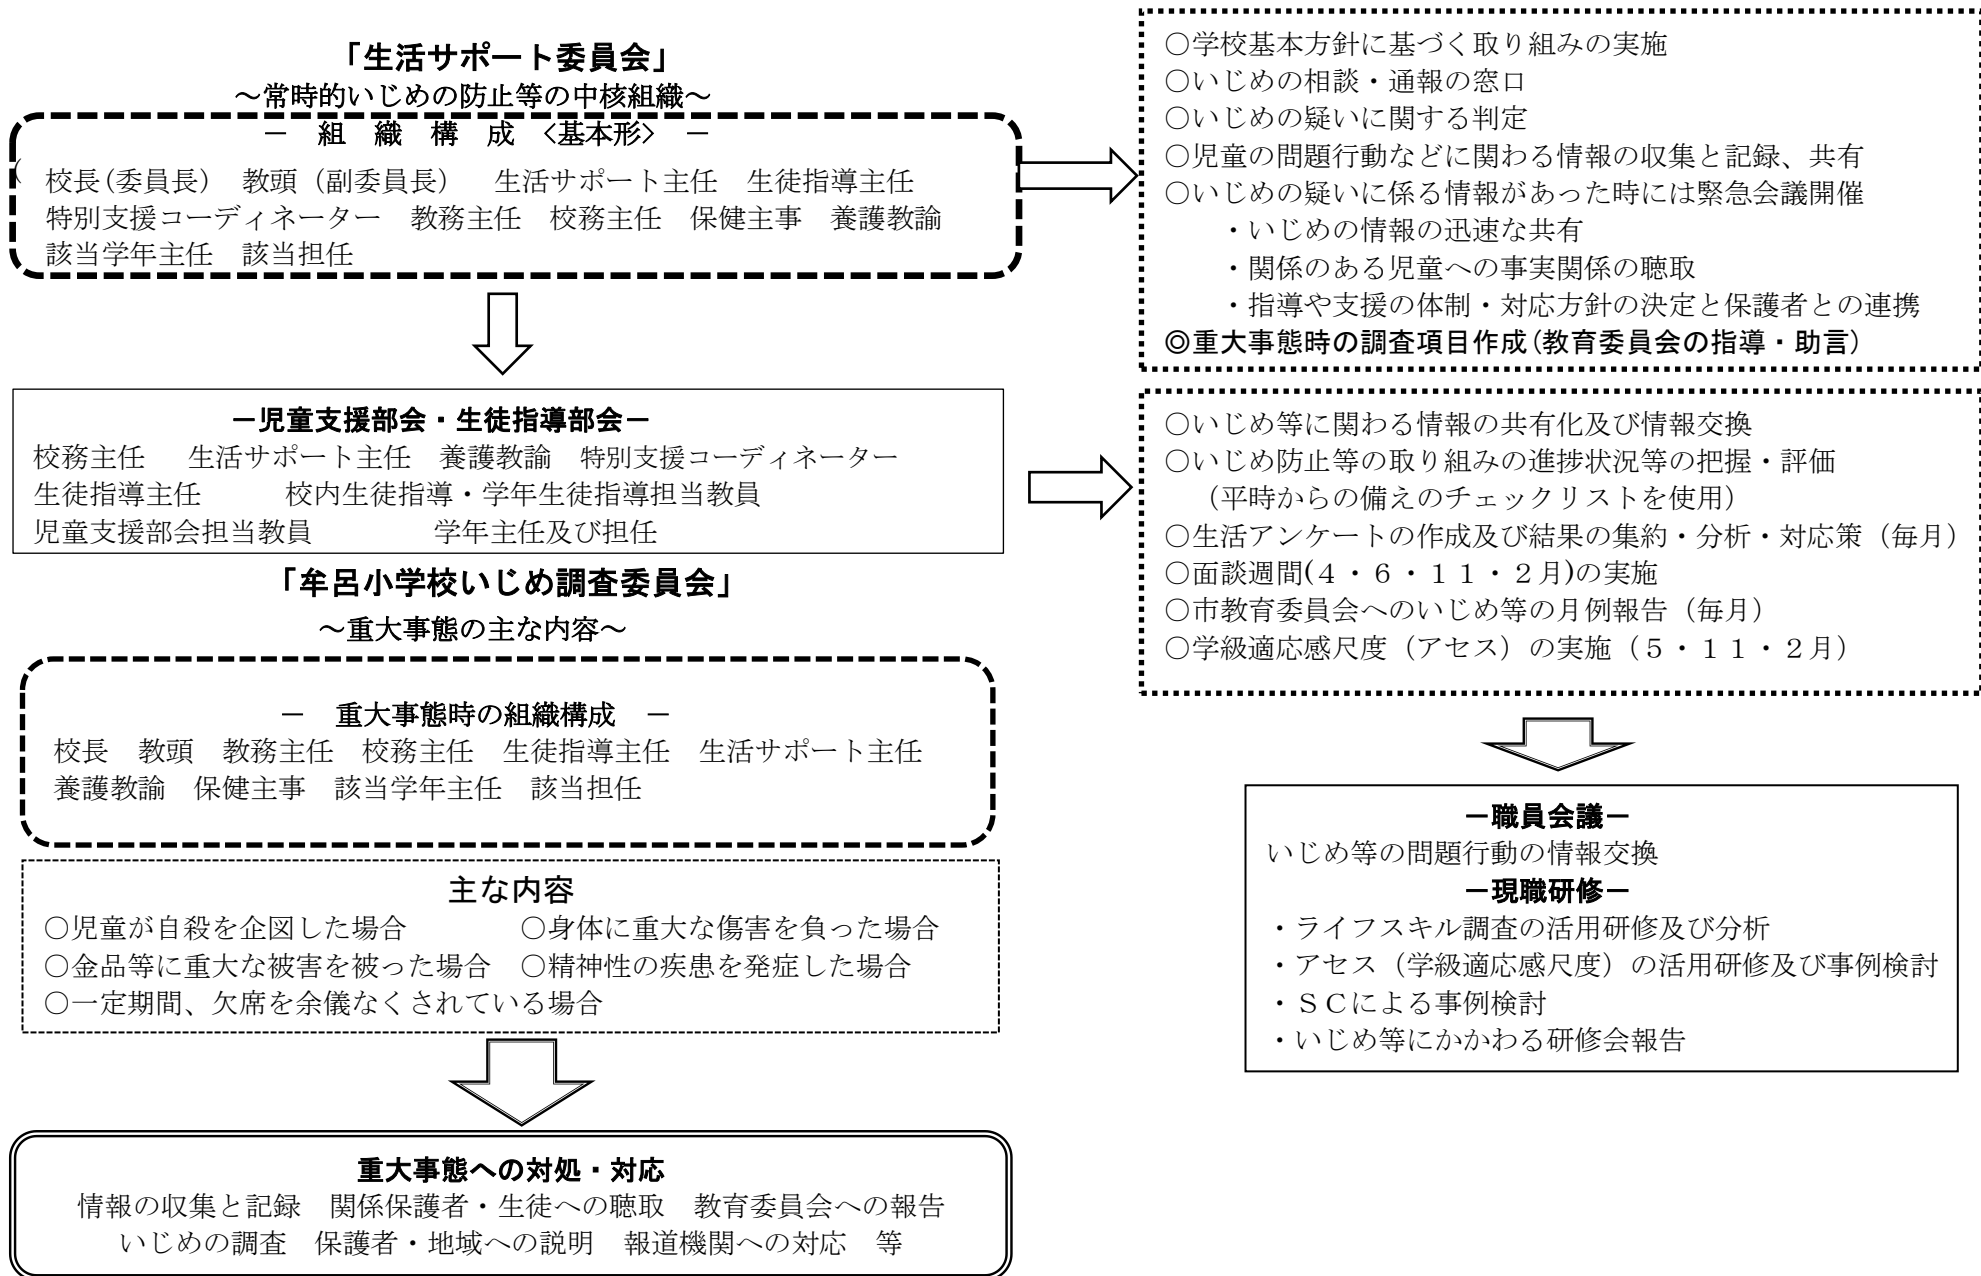 「生活サポート委員会」
～常時的いじめの防止等の中核組織～
－　組　織　構　成　<基本形>　－
(
校長(委員長)　教頭（副委員長）　生活サポート主任　生徒指導主任
特別支援コーディネーター　教務主任　校務主任　保健主事　養護教諭
該当学年主任　該当担任
○学校基本方針に基づく取り組みの実施
○いじめの相談・通報の窓口
○いじめの疑いに関する判定
○児童の問題行動などに関わる情報の収集と記録、共有
○いじめの疑いに係る情報があった時には緊急会議開催
・いじめの情報の迅速な共有
・関係のある児童への事実関係の聴取
・指導や支援の体制・対応方針の決定と保護者との連携
◎重大事態時の調査項目作成(教育委員会の指導・助言)
－児童支援部会・生徒指導部会－
校務主任　生活サポート主任　養護教諭　特別支援コーディネーター
生徒指導主任　校内生徒指導・学年生徒指導担当教員
児童支援部会担当教員　学年主任及び担任
○いじめ等に関わる情報の共有化及び情報交換
○いじめ防止等の取り組みの進捗状況等の把握・評価
（平時からの備えのチェックリストを使用）
○生活アンケートの作成及び結果の集約・分析・対応策（毎月）
○面談週間(４・６・１１・２月)の実施
○市教育委員会へのいじめ等の月例報告（毎月）
○学級適応感尺度（アセス）の実施（５・１１・２月）
「牟呂小学校いじめ調査委員会」
～重大事態の主な内容～
－　重大事態時の組織構成　－
校長　教頭　教務主任　校務主任　生徒指導主任　生活サポート主任
養護教諭　保健主事　該当学年主任　該当担任
主な内容
○児童が自殺を企図した場合　○身体に重大な傷害を負った場合
○金品等に重大な被害を被った場合　○精神性の疾患を発症した場合
○一定期間、欠席を余儀なくされている場合
重大事態への対処・対応
情報の収集と記録　関係保護者・生徒への聴取　教育委員会への報告
いじめの調査　保護者・地域への説明　報道機関への対応　等
－職員会議－
いじめ等の問題行動の情報交換
－現職研修－
・ライフスキル調査の活用研修及び分析
・アセス（学級適応感尺度）の活用研修及び事例検討
・ＳＣによる事例検討
・いじめ等にかかわる研修会報告